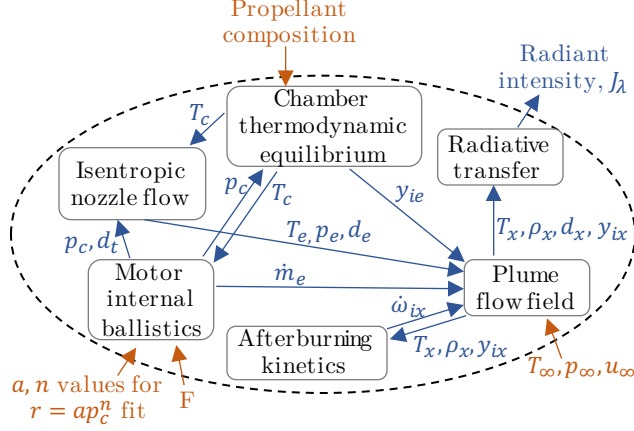 Propellant
composition
Radiant
intensity, J_λ
Chamber
thermodynamic
equilibrium
T_c
Radiative
transfer
Isentropic
nozzle flow
p_c
T_c
y_ie
T_x, ρ_x, d_x, y_ix
p_c, d_t
T_e, p_e, d_e
Motor
internal
ballistics
ṁ_e
Plume
flow field
ω̇_ix
Afterburning
kinetics
T_x, ρ_x, y_ix
a, n values for
r = ap_c^n fit
F
T_∞, p_∞, u_∞